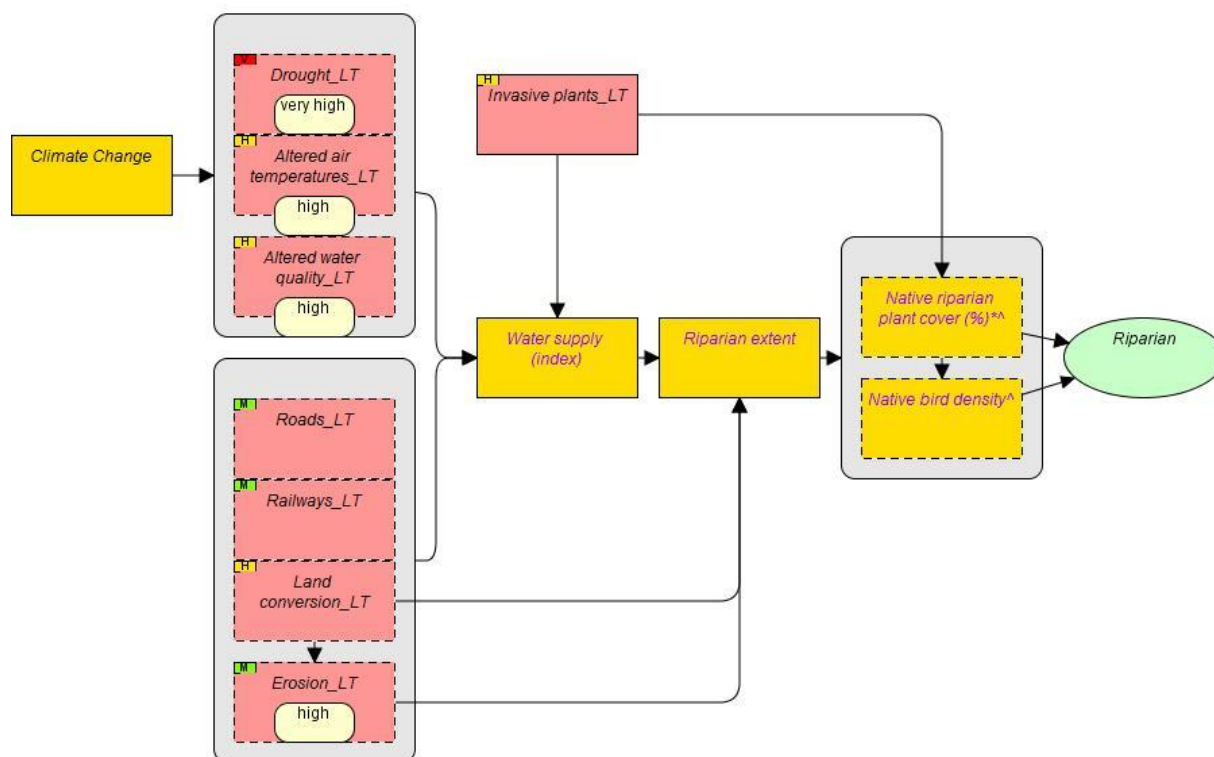 Climate Change
V
Drought_LT
very high
H
Altered air
temperatures_LT
high
H
Altered water
quality_LT
high
M
Roads_LT
M
Railways_LT
H
Land
conversion_LT
M
Erosion_LT
high
H
Invasive plants_LT
Water supply
(index)
Riparian extent
Native riparian
plant cover (%)*^
Native bird density^
Riparian